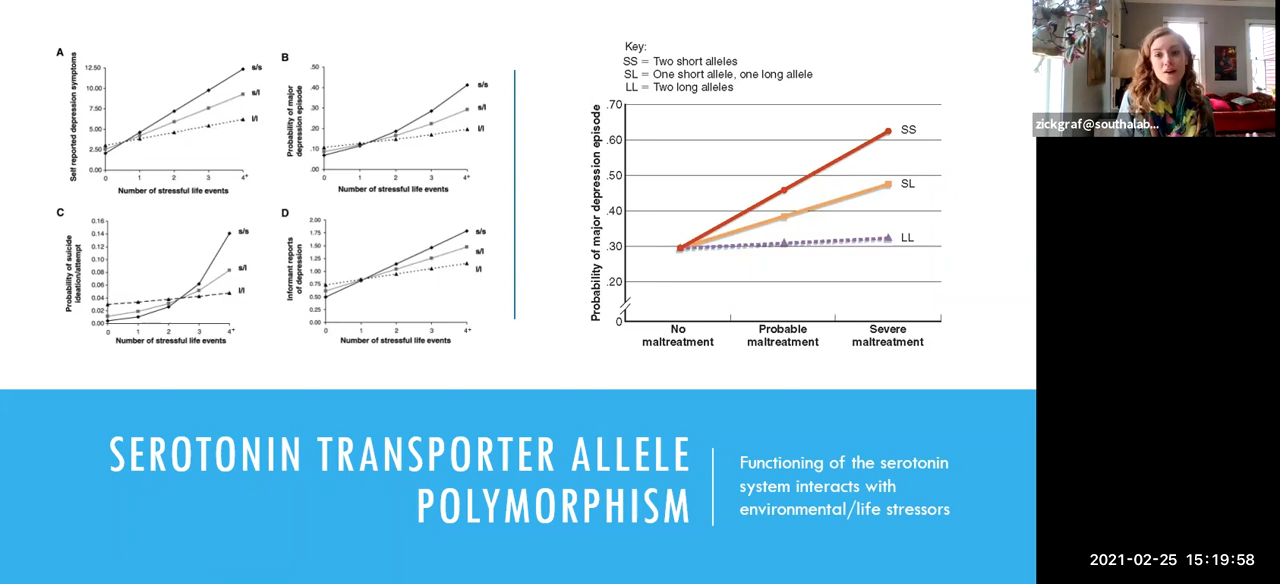 A
Self reported depression symptoms
12.50
10.00
7.50
5.00
2.50
0.00
s/s
s/l
l/l
0 1 2 3 4+
Number of stressful life events
B
Probability of major
depression episode
.50
.40
.30
.20
.10
.00
s/s
s/l
l/l
0 1 2 3 4+
Number of stressful life events
C
Probability of suicide
ideation/attempt
0.16
0.14
0.12
0.10
0.08
0.06
0.04
0.02
0.00
s/s
s/l
l/l
0 1 2 3 4+
Number of stressful life events
D
Informant reports
of depression
2.00
1.75
1.50
1.25
1.00
0.75
0.50
0.25
0.00
s/s
s/l
l/l
0 1 2 3 4+
Number of stressful life events
Key:
SS = Two short alleles
SL = One short allele, one long allele
LL = Two long alleles
Probability of major depression episode
.70
.60
.50
.40
.30
.20
0
SS
SL
LL
No
maltreatment
Probable
maltreatment
Severe
maltreatment
zickgraf@southalab...
SEROTONIN TRANSPORTER ALLELE
POLYMORPHISM
Functioning of the serotonin
system interacts with
environmental/life stressors
2021-02-25 15:19:58